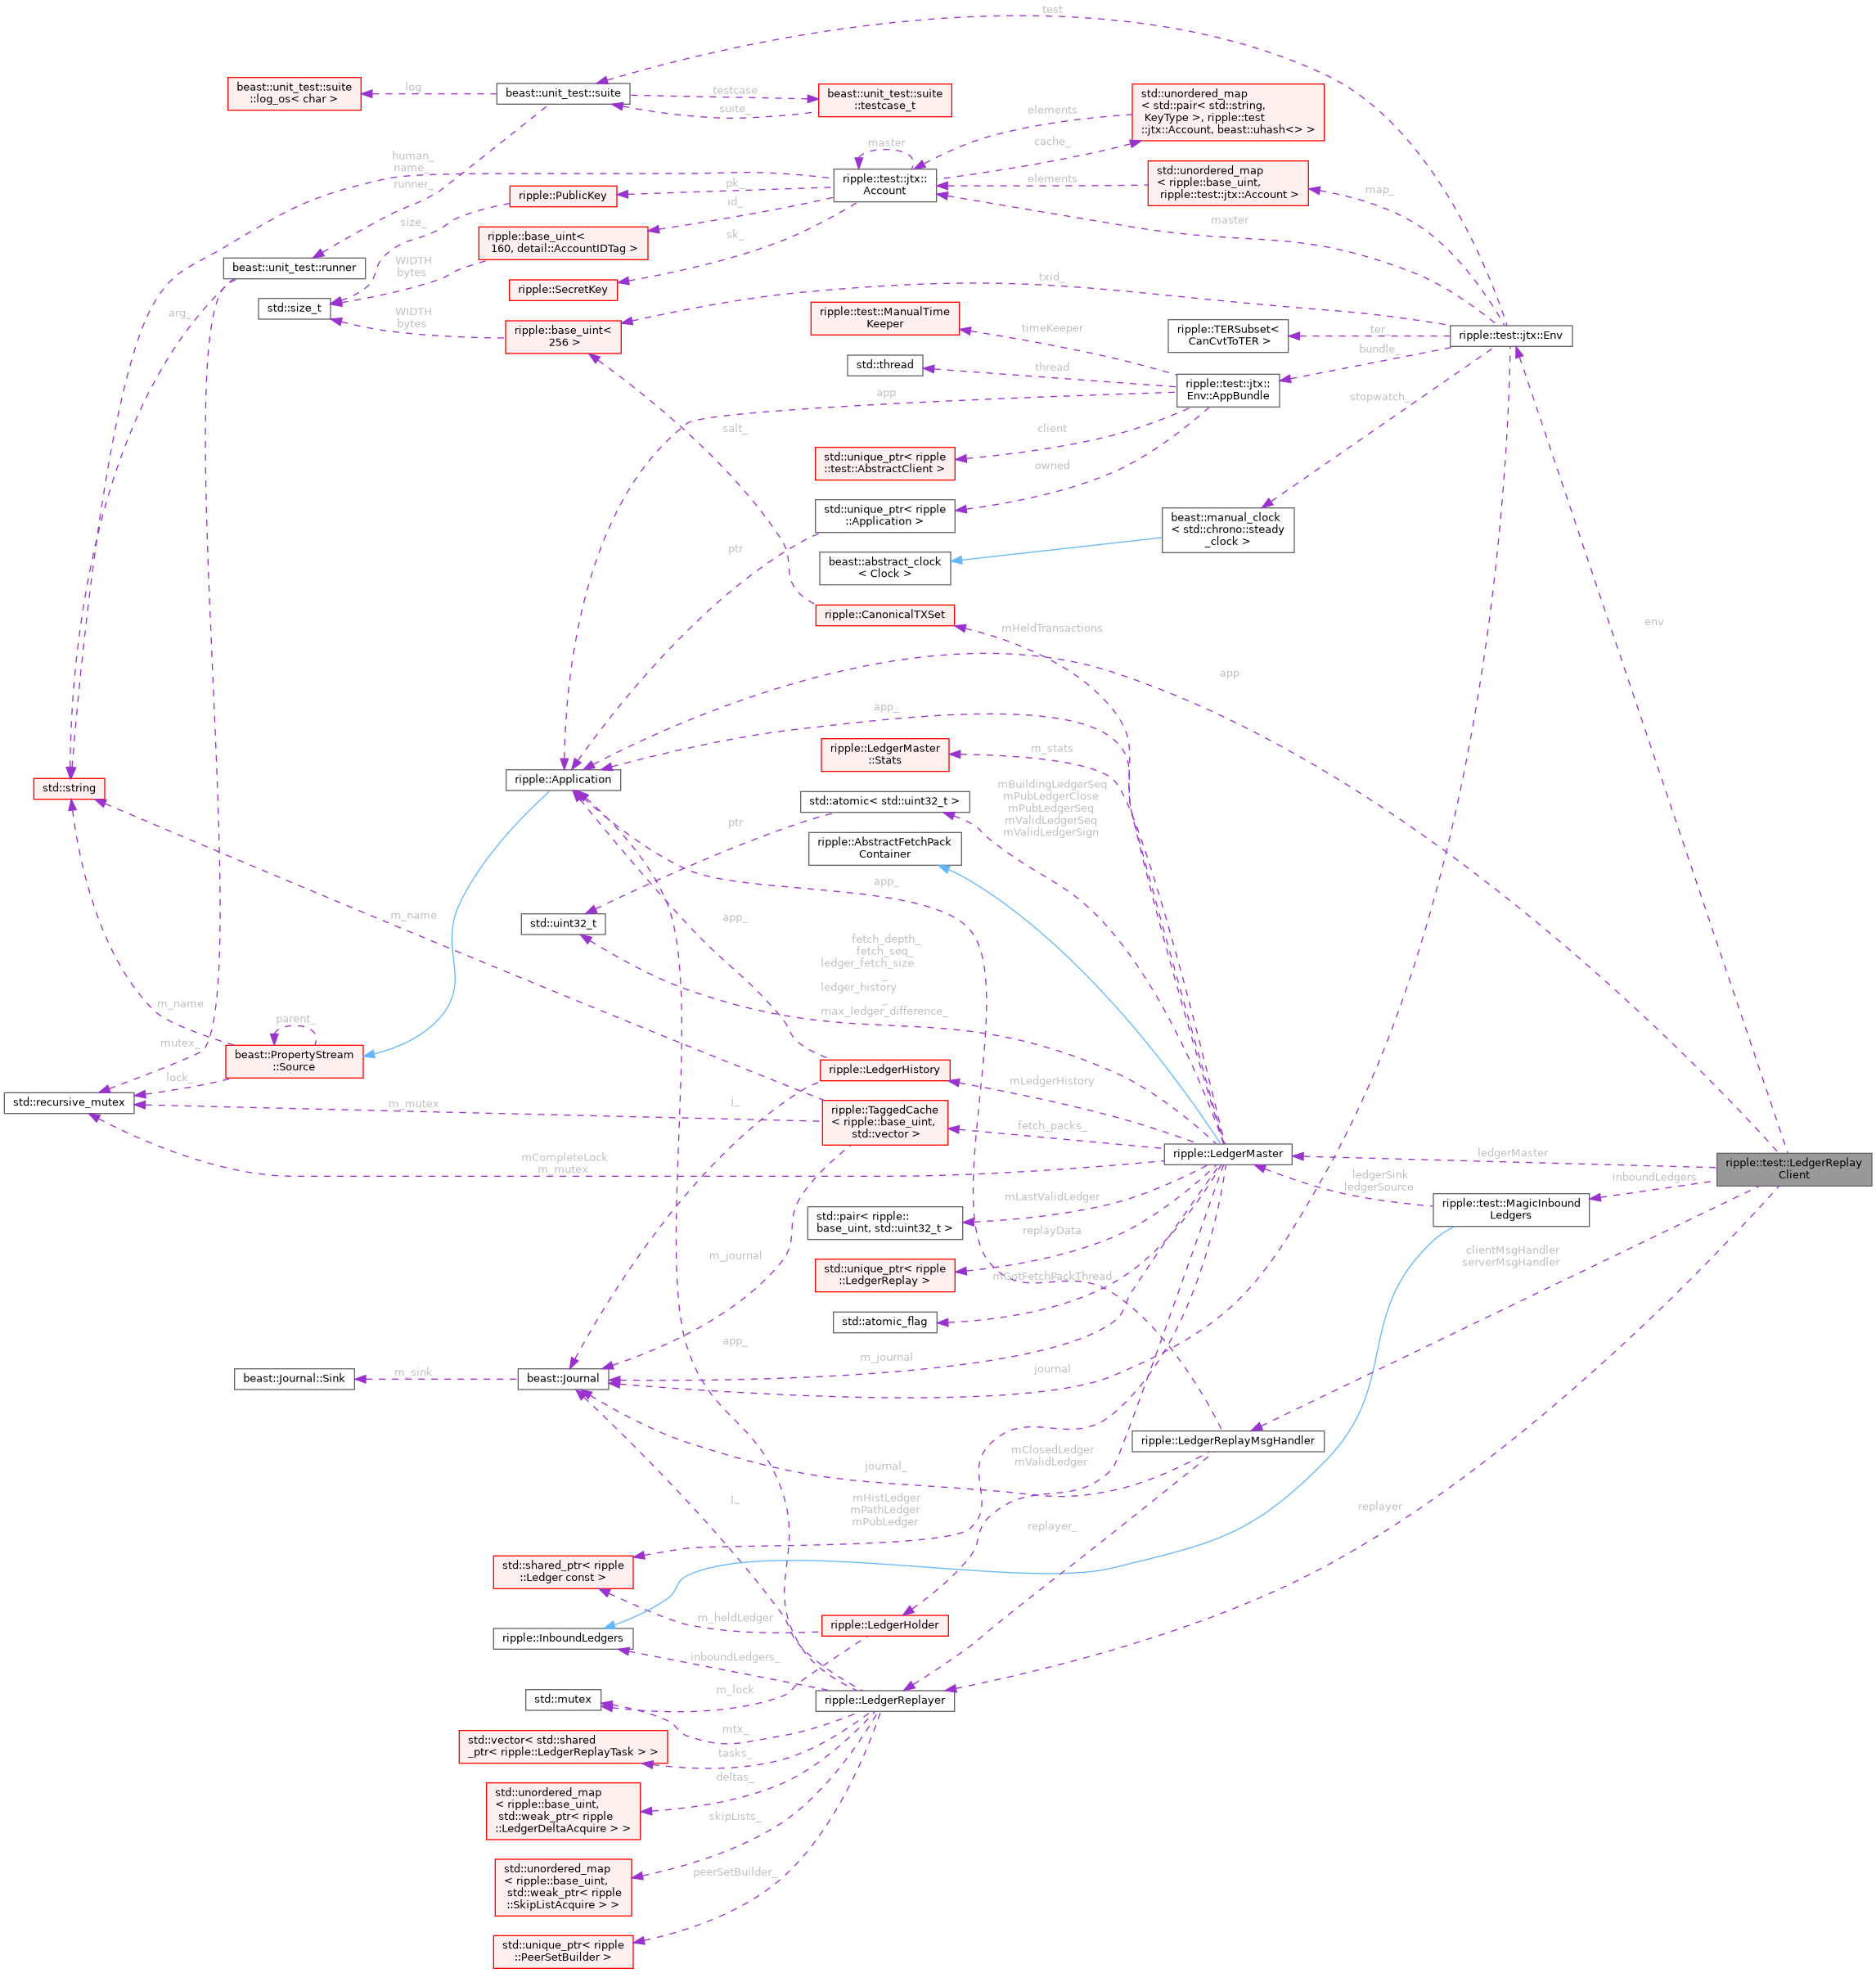 test
beast::unit_test::suite
::log_os< char >
log
beast::unit_test::suite
testcase
suite_
beast::unit_test::suite
::testcase_t
std::unordered_map
< std::pair< std::string,
KeyType >, ripple::test
::jtx::Account, beast::uhash<> >
elements
cache_
master
human_
name_
runner_
ripple::test::jtx::
Account
std::unordered_map
< ripple::base_uint,
ripple::test::jtx::Account >
elements
map_
master
pk_
ripple::PublicKey
id_
size_
sk_
ripple::base_uint<
160, detail::AccountIDTag >
WIDTH
bytes
beast::unit_test::runner
ripple::SecretKey
txid_
std::size_t
arg_
WIDTH
bytes
ripple::base_uint<
256 >
ripple::test::ManualTime
Keeper
timeKeeper
ripple::TERSubset<
CanCvtToTER >
ter_
ripple::test::jtx::Env
bundle_
std::thread
thread
app
ripple::test::jtx::
Env::AppBundle
stopwatch_
salt_
client
std::unique_ptr< ripple
::test::AbstractClient >
owned
std::unique_ptr< ripple
::Application >
beast::manual_clock
< std::chrono::steady
_clock >
ptr
beast::abstract_clock
< Clock >
ripple::CanonicalTXSet
mHeldTransactions
env
app
app_
ripple::LedgerMaster
::Stats
m_stats
ripple::Application
std::string
mBuildingLedgerSeq
mPubLedgerClose
mPubLedgerSeq
mValidLedgerSeq
mValidLedgerSign
std::atomic< std::uint32_t >
ptr
ripple::AbstractFetchPack
Container
app_
m_name
app_
std::uint32_t
fetch_depth_
fetch_seq_
ledger_fetch_size
_
ledger_history
_
max_ledger_difference_
m_name
parent_
mutex_
beast::PropertyStream
::Source
lock_
ripple::LedgerHistory
mLedgerHistory
std::recursive_mutex
m_mutex
j_
ripple::TaggedCache
< ripple::base_uint,
std::vector >
fetch_packs_
ripple::LedgerMaster
ledgerMaster
ripple::test::LedgerReplay
Client
mCompleteLock
m_mutex
ledgerSink
ledgerSource
inboundLedgers
ripple::test::MagicInbound
Ledgers
mLastValidLedger
std::pair< ripple::
base_uint, std::uint32_t >
replayData
m_journal
std::unique_ptr< ripple
::LedgerReplay >
mGotFetchPackThread
clientMsgHandler
serverMsgHandler
std::atomic_flag
app_
m_journal
journal
beast::Journal::Sink
m_sink
beast::Journal
ripple::LedgerReplayMsgHandler
mClosedLedger
mValidLedger
journal_
j_
mHistLedger
mPathLedger
mPubLedger
replayer_
replayer
std::shared_ptr< ripple
::Ledger const >
m_heldLedger
ripple::LedgerHolder
ripple::InboundLedgers
inboundLedgers_
m_lock
std::mutex
ripple::LedgerReplayer
mtx_
std::vector< std::shared
_ptr< ripple::LedgerReplayTask > >
tasks_
deltas_
std::unordered_map
< ripple::base_uint,
std::weak_ptr< ripple
::LedgerDeltaAcquire > >
skipLists_
std::unordered_map
< ripple::base_uint,
std::weak_ptr< ripple
::SkipListAcquire > >
peerSetBuilder_
std::unique_ptr< ripple
::PeerSetBuilder >